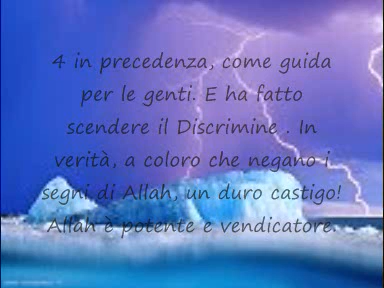 4 in precedenza, come guida
per le genti. E ha fatto
scendere il Discrimine . In
verità, a coloro che negano i
segni di Allah, un duro castigo!
Allah è potente e vendicatore.